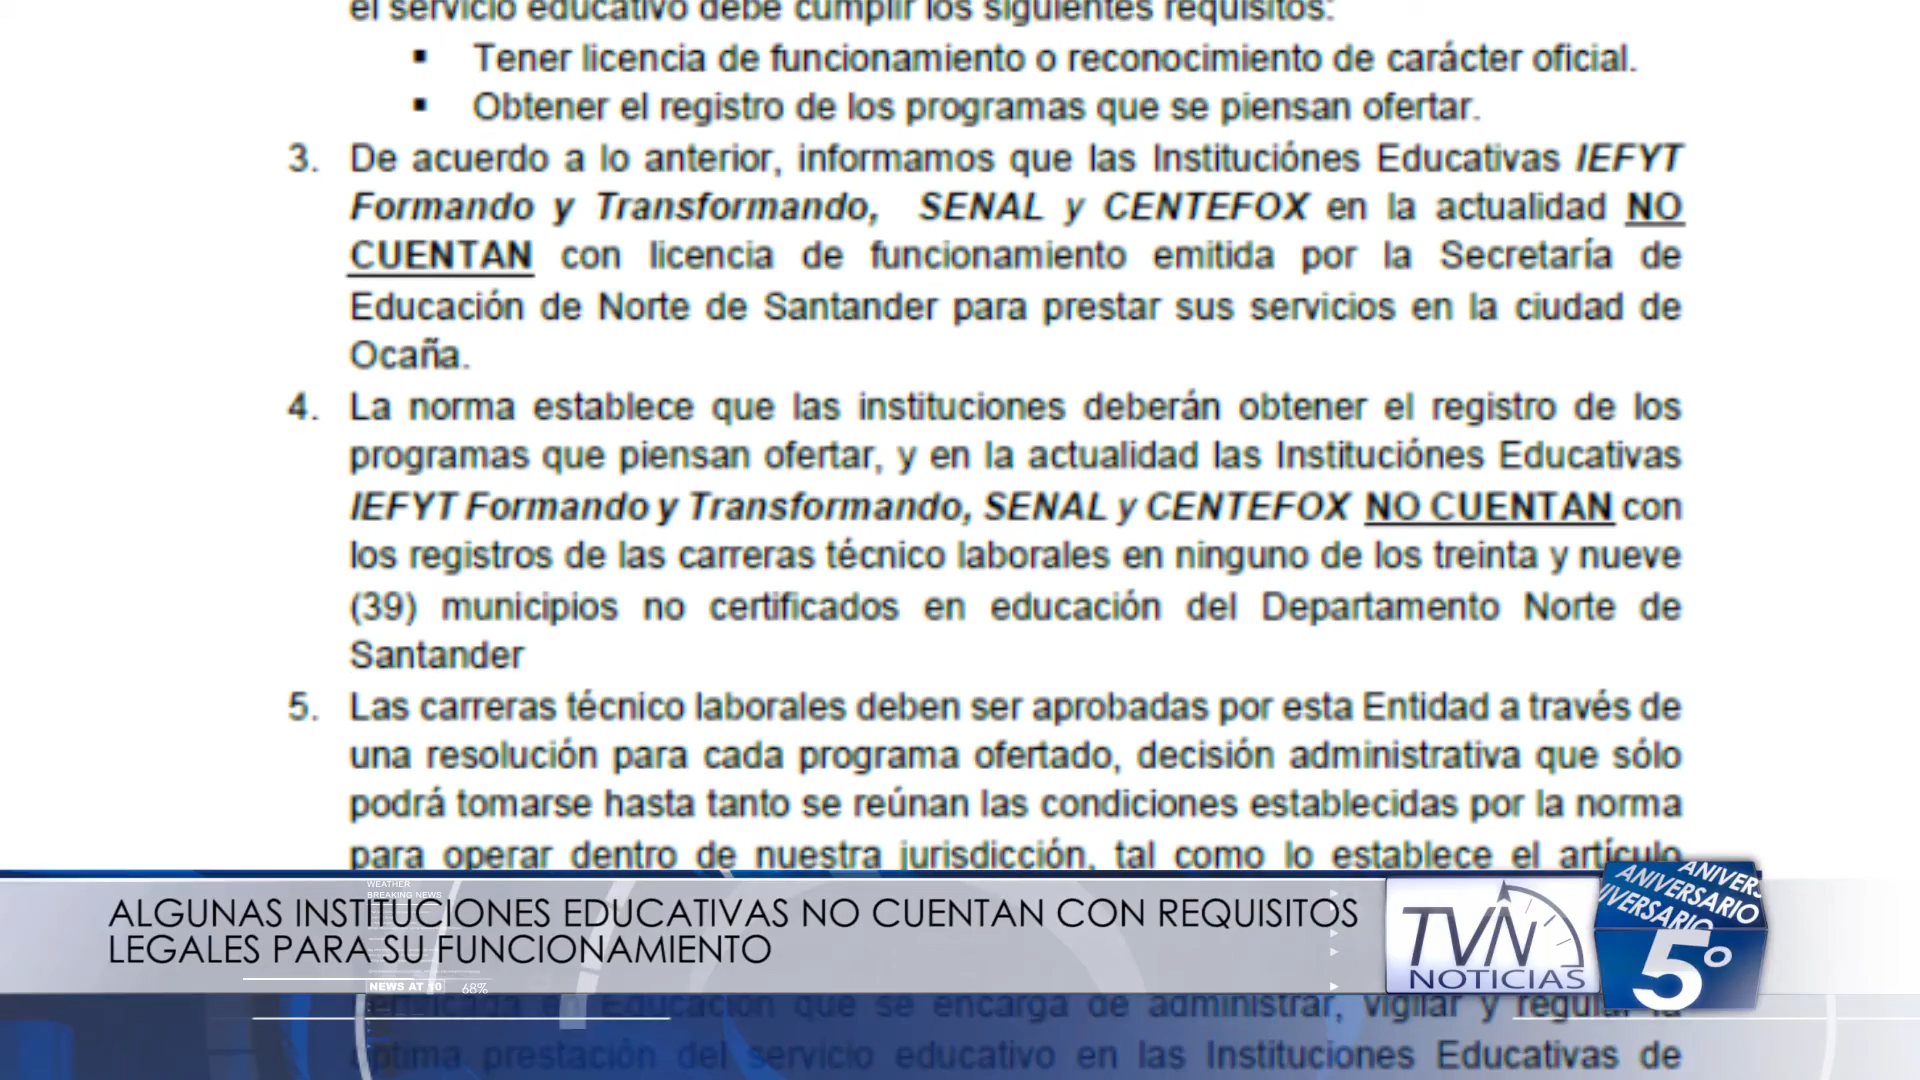 el servicio educativo debe cumplir los siguientes requisitos:
▪ Tener licencia de funcionamiento o reconocimiento de carácter oficial.
▪ Obtener el registro de los programas que se piensan ofertar.
3. De acuerdo a lo anterior, informamos que las Instituciónes Educativas IEFYT
Formando y Transformando, SENAL y CENTEFOX en la actualidad NO
CUENTAN con licencia de funcionamiento emitida por la Secretaría de
Educación de Norte de Santander para prestar sus servicios en la ciudad de
Ocaña.
4. La norma establece que las instituciones deberán obtener el registro de los
programas que piensan ofertar, y en la actualidad las Instituciónes Educativas
IEFYT Formando y Transformando, SENAL y CENTEFOX NO CUENTAN con
los registros de las carreras técnico laborales en ninguno de los treinta y nueve
(39) municipios no certificados en educación del Departamento Norte de
Santander
5. Las carreras técnico laborales deben ser aprobadas por esta Entidad a través de
una resolución para cada programa ofertado, decisión administrativa que sólo
podrá tomarse hasta tanto se reúnan las condiciones establecidas por la norma
para operar dentro de nuestra jurisdicción, tal como lo establece el artículo
WEATHER
BREAKING NEWS
ALGUNAS INSTITUCIONES EDUCATIVAS NO CUENTAN CON REQUISITOS
LEGALES PARA SU FUNCIONAMIENTO
NEWS AT 10 68%
TVN
NOTICIAS
ANIVERS
ANIVERSARIO
IVERSARIO
5°
en Educación que se encarga de administrar, vigilar y regular la
óptima prestación del servicio educativo en las Instituciones Educativas de